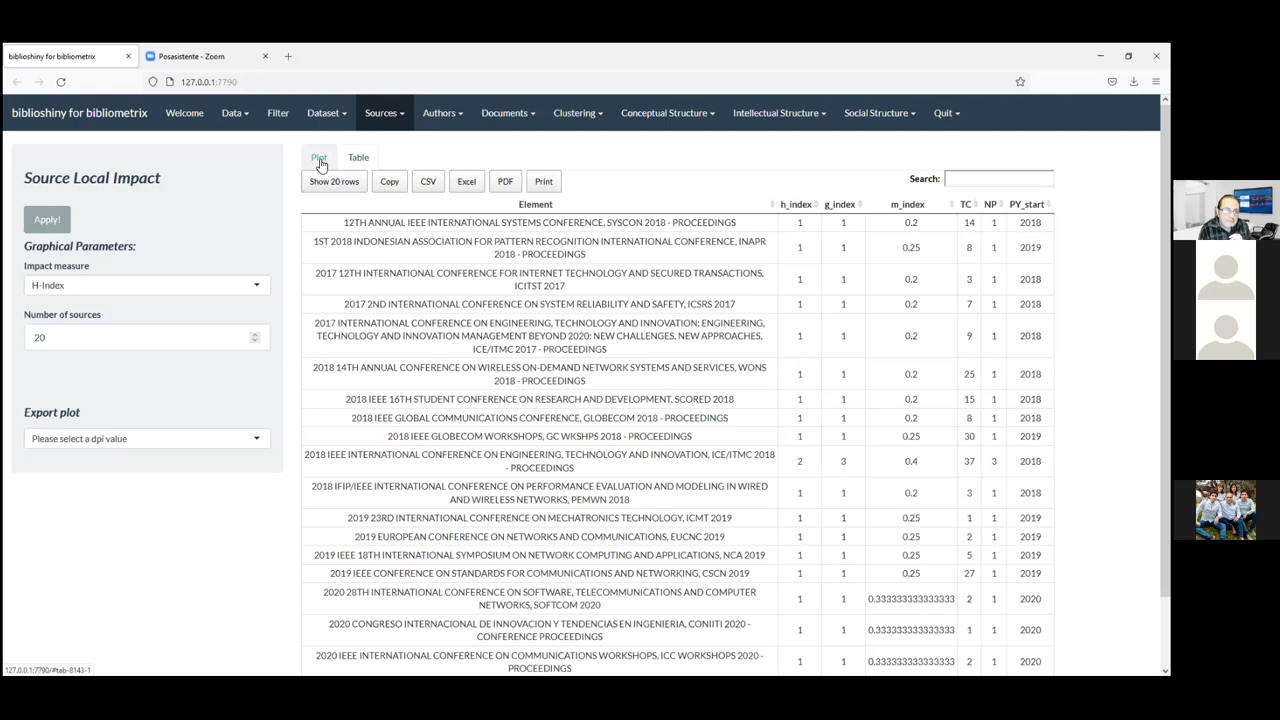 biblioshiny for bibliometrix
Posasistente - Zoom
127.0.0.1:7790
biblioshiny for bibliometrix Welcome Data Filter Dataset Sources Authors Documents Clustering Conceptual Structure Intellectual Structure Social Structure Quit
Source Local Impact
Apply!
Graphical Parameters:
Impact measure
H-Index
Number of sources
20
Export plot
Please select a dpi value
Plot Table
Show 20 rows Copy CSV Excel PDF Print Search:
Element h_index g_index m_index TC NP PY_start
12TH ANNUAL IEEE INTERNATIONAL SYSTEMS CONFERENCE, SYSCON 2018 - PROCEEDINGS 1 1 0.2 14 1 2018
1ST 2018 INDONESIAN ASSOCIATION FOR PATTERN RECOGNITION INTERNATIONAL CONFERENCE, INAPR
2018 - PROCEEDINGS 1 1 0.25 8 1 2019
2017 12TH INTERNATIONAL CONFERENCE FOR INTERNET TECHNOLOGY AND SECURED TRANSACTIONS,
ICITST 2017 1 1 0.2 3 1 2018
2017 2ND INTERNATIONAL CONFERENCE ON SYSTEM RELIABILITY AND SAFETY, ICSRS 2017 1 1 0.2 7 1 2018
2017 INTERNATIONAL CONFERENCE ON ENGINEERING, TECHNOLOGY AND INNOVATION: ENGINEERING,
TECHNOLOGY AND INNOVATION MANAGEMENT BEYOND 2020: NEW CHALLENGES, NEW APPROACHES, 1 1 0.2 9 1 2018
ICE/ITMC 2017 - PROCEEDINGS
2018 14TH ANNUAL CONFERENCE ON WIRELESS ON-DEMAND NETWORK SYSTEMS AND SERVICES, WONS
2018 - PROCEEDINGS 1 1 0.2 25 1 2018
2018 IEEE 16TH STUDENT CONFERENCE ON RESEARCH AND DEVELOPMENT, SCORED 2018 1 1 0.2 15 1 2018
2018 IEEE GLOBAL COMMUNICATIONS CONFERENCE, GLOBECOM 2018 - PROCEEDINGS 1 1 0.2 8 1 2018
2018 IEEE GLOBECOM WORKSHOPS, GC WKSHPS 2018 - PROCEEDINGS 1 1 0.25 30 1 2019
2018 IEEE INTERNATIONAL CONFERENCE ON ENGINEERING, TECHNOLOGY AND INNOVATION, ICE/ITMC 2018
- PROCEEDINGS 2 3 0.4 37 3 2018
2018 IFIP/IEEE INTERNATIONAL CONFERENCE ON PERFORMANCE EVALUATION AND MODELING IN WIRED
AND WIRELESS NETWORKS, PEMWN 2018 1 1 0.2 3 1 2018
2019 23RD INTERNATIONAL CONFERENCE ON MECHATRONICS TECHNOLOGY, ICMT 2019 1 1 0.25 1 1 2019
2019 EUROPEAN CONFERENCE ON NETWORKS AND COMMUNICATIONS, EUCNC 2019 1 1 0.25 2 1 2019
2019 IEEE 18TH INTERNATIONAL SYMPOSIUM ON NETWORK COMPUTING AND APPLICATIONS, NCA 2019 1 1 0.25 5 1 2019
2019 IEEE CONFERENCE ON STANDARDS FOR COMMUNICATIONS AND NETWORKING, CSCN 2019 1 1 0.25 27 1 2019
2020 28TH INTERNATIONAL CONFERENCE ON SOFTWARE, TELECOMMUNICATIONS AND COMPUTER
NETWORKS, SOFTCOM 2020 1 1 0.333333333333333 2 1 2020
2020 CONGRESO INTERNACIONAL DE INNOVACION Y TENDENCIAS EN INGENIERIA, CONIITI 2020 -
CONFERENCE PROCEEDINGS 1 1 0.333333333333333 1 1 2020
2020 IEEE INTERNATIONAL CONFERENCE ON COMMUNICATIONS WORKSHOPS, ICC WORKSHOPS 2020 -
PROCEEDINGS 1 1 0.333333333333333 2 1 2020
127.0.0.1:7790/#tab-8143-1